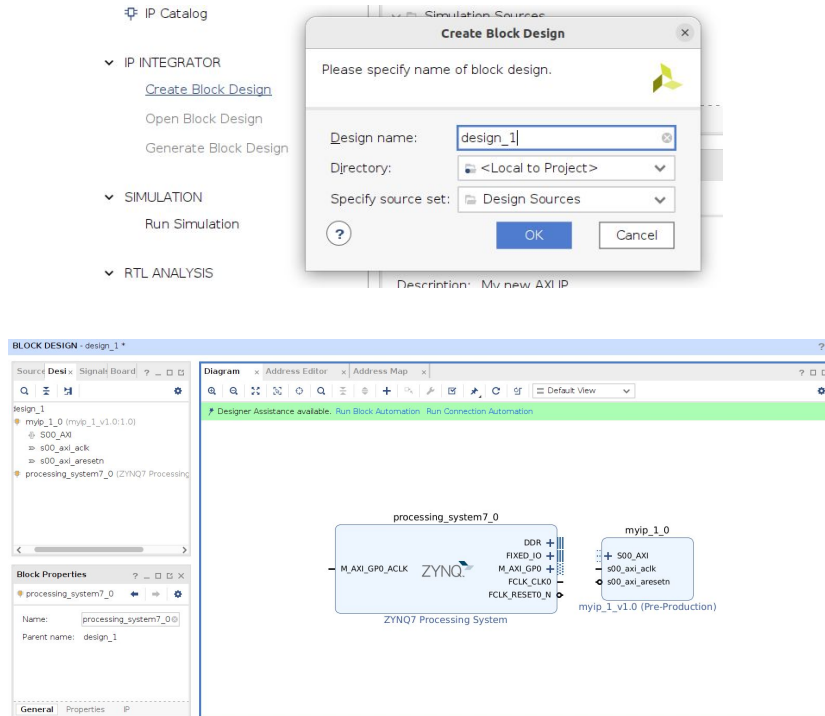 IP Catalog
Simulation Sources
Create Block Design
IP INTEGRATOR
Please specify name of block design.
Create Block Design
Open Block Design
Design name: design_1
Generate Block Design
Directory: <Local to Project>
Specify source set: Design Sources
SIMULATION
Run Simulation
? OK Cancel
RTL ANALYSIS
Description: My new AXI IP
BLOCK DESIGN - design_1 * ?
Source Desi Signals Board ? Diagram Address Editor Address Map ?
Default View
design_1
Designer Assistance available. Run Block Automation Run Connection Automation
myip_1_0 (myip_1_v1.0:1.0)
S00_AXI
s00_axi_aclk
s00_axi_aresetn
processing_system7_0 (ZYNQ7 Processing
processing_system7_0
myip_1_0
DDR
FIXED_IO
M_AXI_GP0_ACLK ZYNQ M_AXI_GP0
FCLK_CLK0
FCLK_RESET0_N
S00_AXI
s00_axi_aclk
s00_axi_aresetn
myip_1_v1.0 (Pre-Production)
ZYNQ7 Processing System
Block Properties ?
processing_system7_0
Name: processing_system7_0
Parent name: design_1
General Properties IP